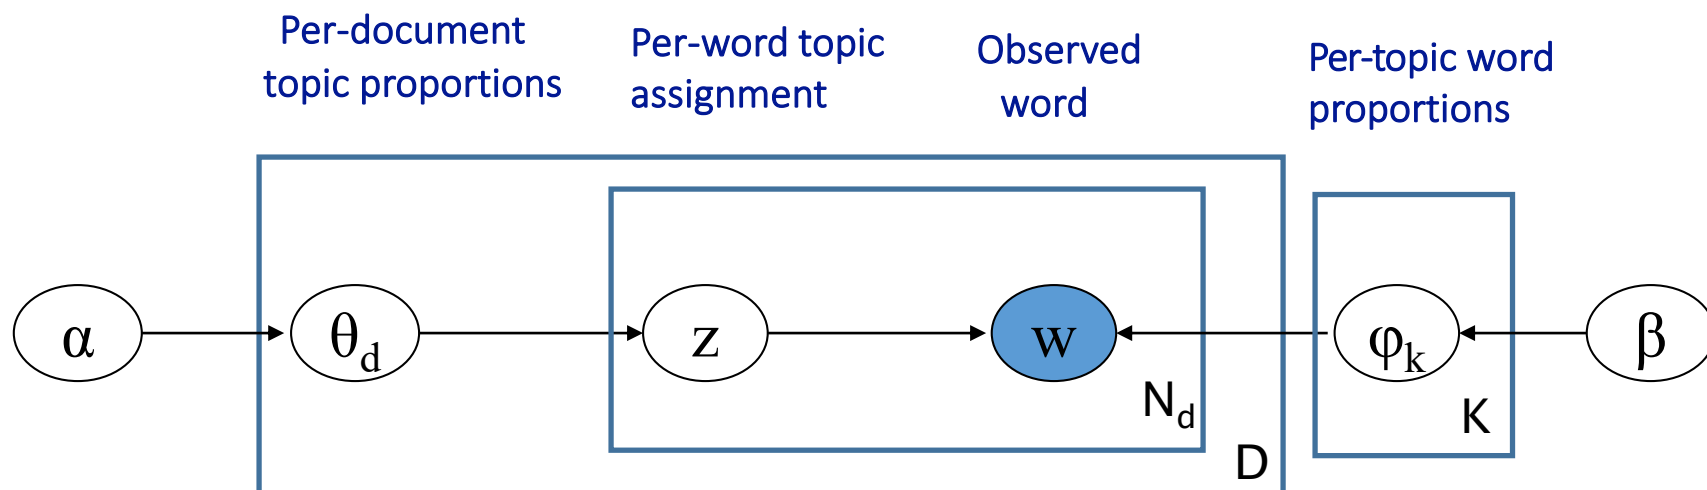 Per-document
topic proportions
Per-word topic
assignment
Observed
word
Per-topic word
proportions
α
θd
z
w
φk
β
Nd
K
D